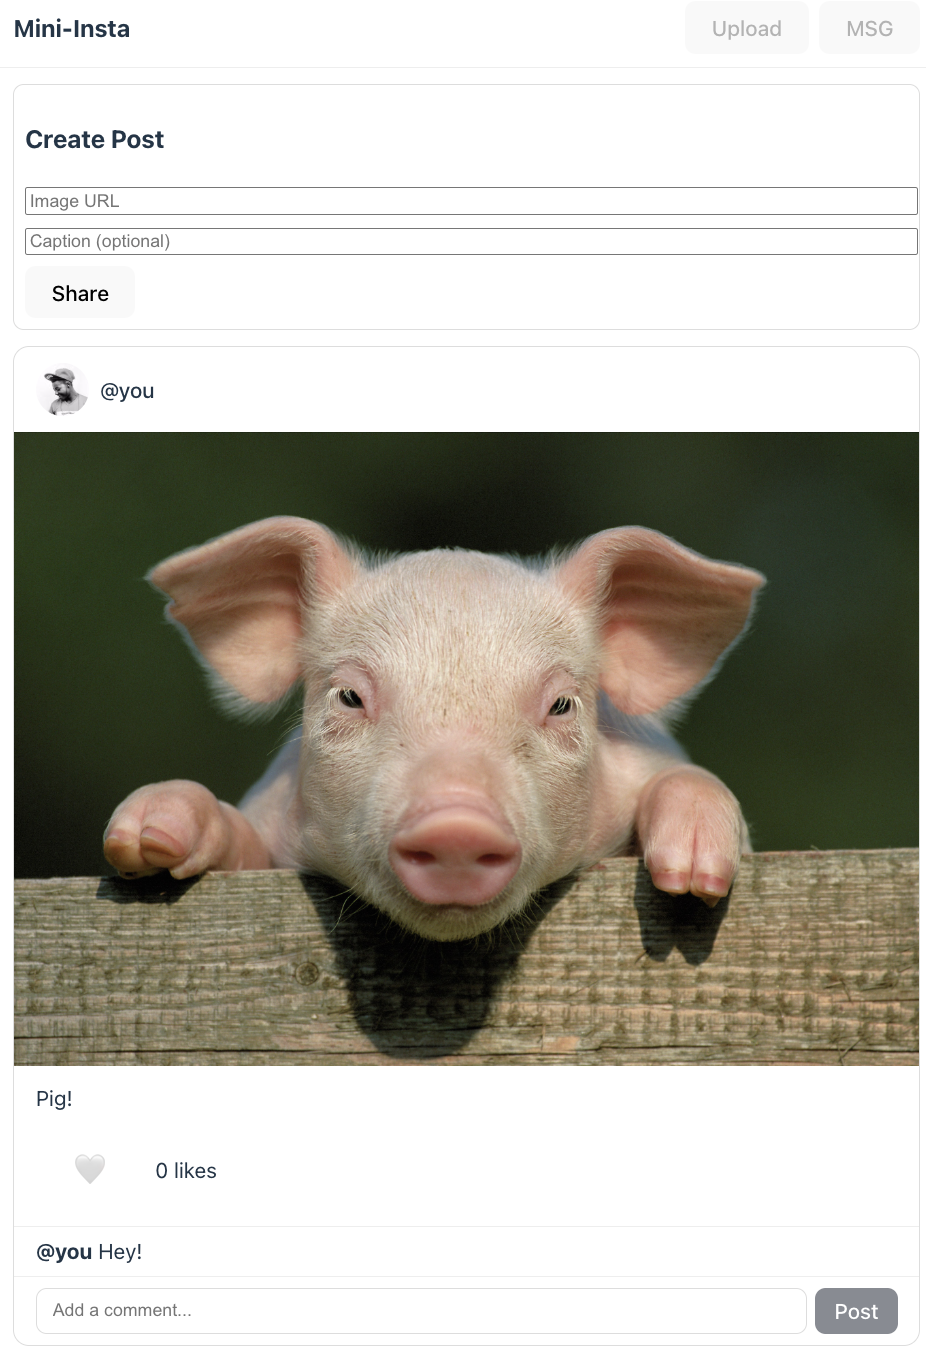 Mini-Insta Upload MSG
Create Post
Image URL
Caption (optional)
Share
@you
Pig!
0 likes
@you Hey!
Add a comment... Post